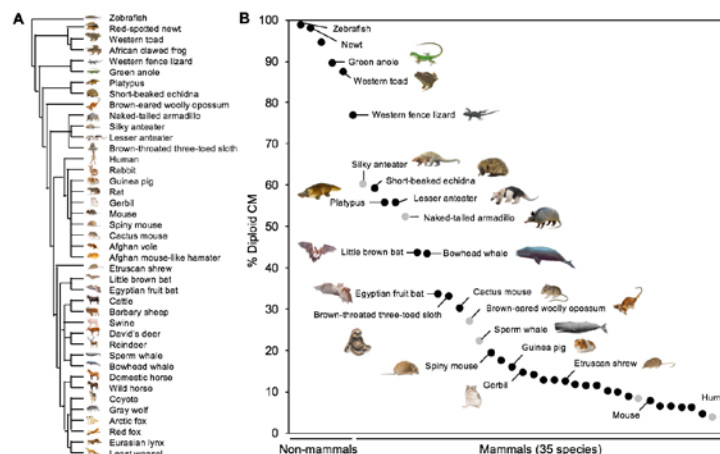 A
Zebrafish
Red-spotted newt
Western toad
African clawed frog
Western fence lizard
Green anole
Platypus
Short-beaked echidna
Brown-eared woolly opossum
Naked-tailed armadillo
Silky anteater
Lesser anteater
Brown-throated three-toed sloth
Human
Rabbit
Guinea pig
Rat
Gerbil
Mouse
Spiny mouse
Cactus mouse
Afghan vole
Afghan mouse-like hamster
Etruscan shrew
Little brown bat
Egyptian fruit bat
Cattle
Barbary sheep
Swine
David's deer
Reindeer
Sperm whale
Bowhead whale
Domestic horse
Wild horse
Coyote
Gray wolf
Arctic fox
Red fox
Eurasian lynx
Least weasel
B
% Diploid CM
100
90
80
70
60
50
40
30
20
10
0
Zebrafish
Newt
Green anole
Western toad
Western fence lizard
Silky anteater
Short-beaked echidna
Platypus
Lesser anteater
Naked-tailed armadillo
Little brown bat
Bowhead whale
Egyptian fruit bat
Cactus mouse
Brown-eared woolly opossum
Brown-throated three-toed sloth
Sperm whale
Guinea pig
Spiny mouse
Etruscan shrew
Gerbil
Mouse
Hum
Non-mammals
Mammals (35 species)